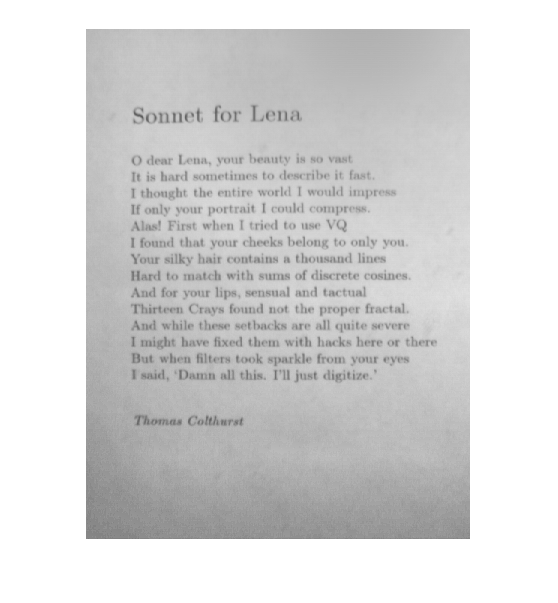 Sonnet for Lena
O dear Lena, your beauty is so vast
It is hard sometimes to describe it fast.
I thought the entire world I would impress
If only your portrait I could compress.
Alas! First when I tried to use VQ
I found that your cheeks belong to only you.
Your silky hair contains a thousand lines
Hard to match with sums of discrete cosines.
And for your lips, sensual and tactual
Thirteen Crays found not the proper fractal.
And while these setbacks are all quite severe
I might have fixed them with hacks here or there
But when filters took sparkle from your eyes
I said, ‘Damn all this. I'll just digitize.’
Thomas Colthurst